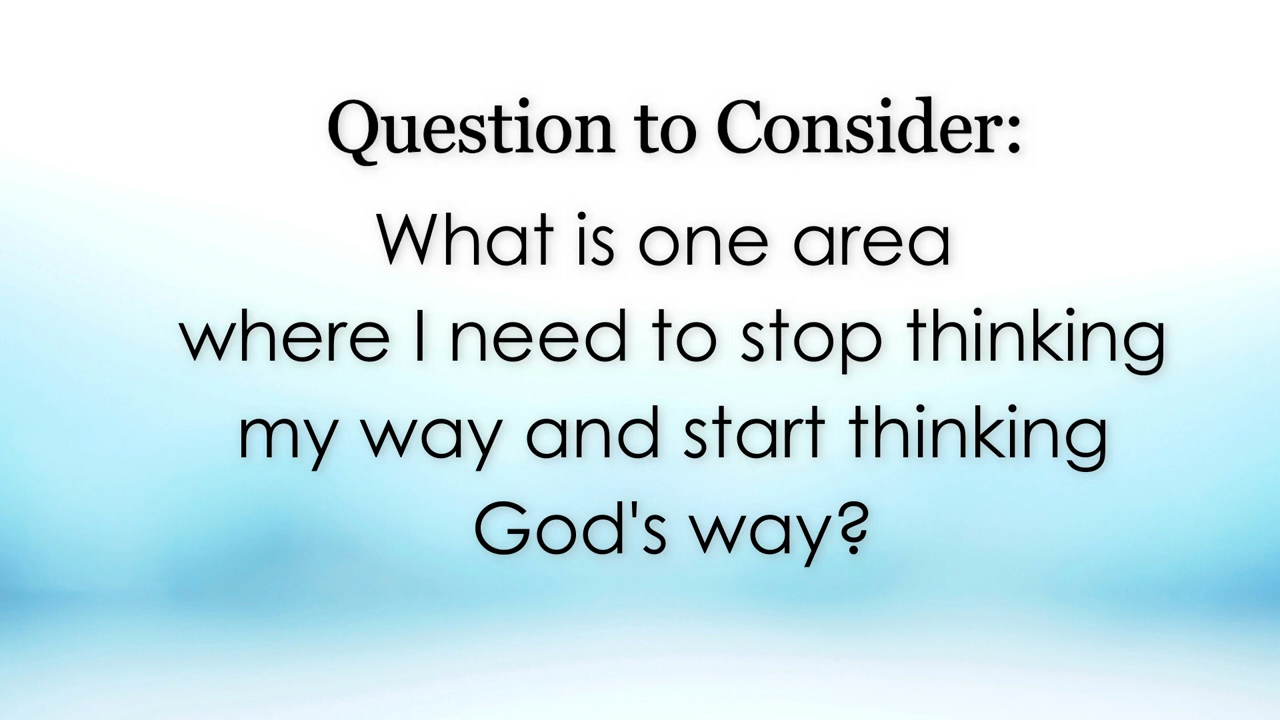 Question to Consider:
What is one area
where I need to stop thinking
my way and start thinking
God's way?